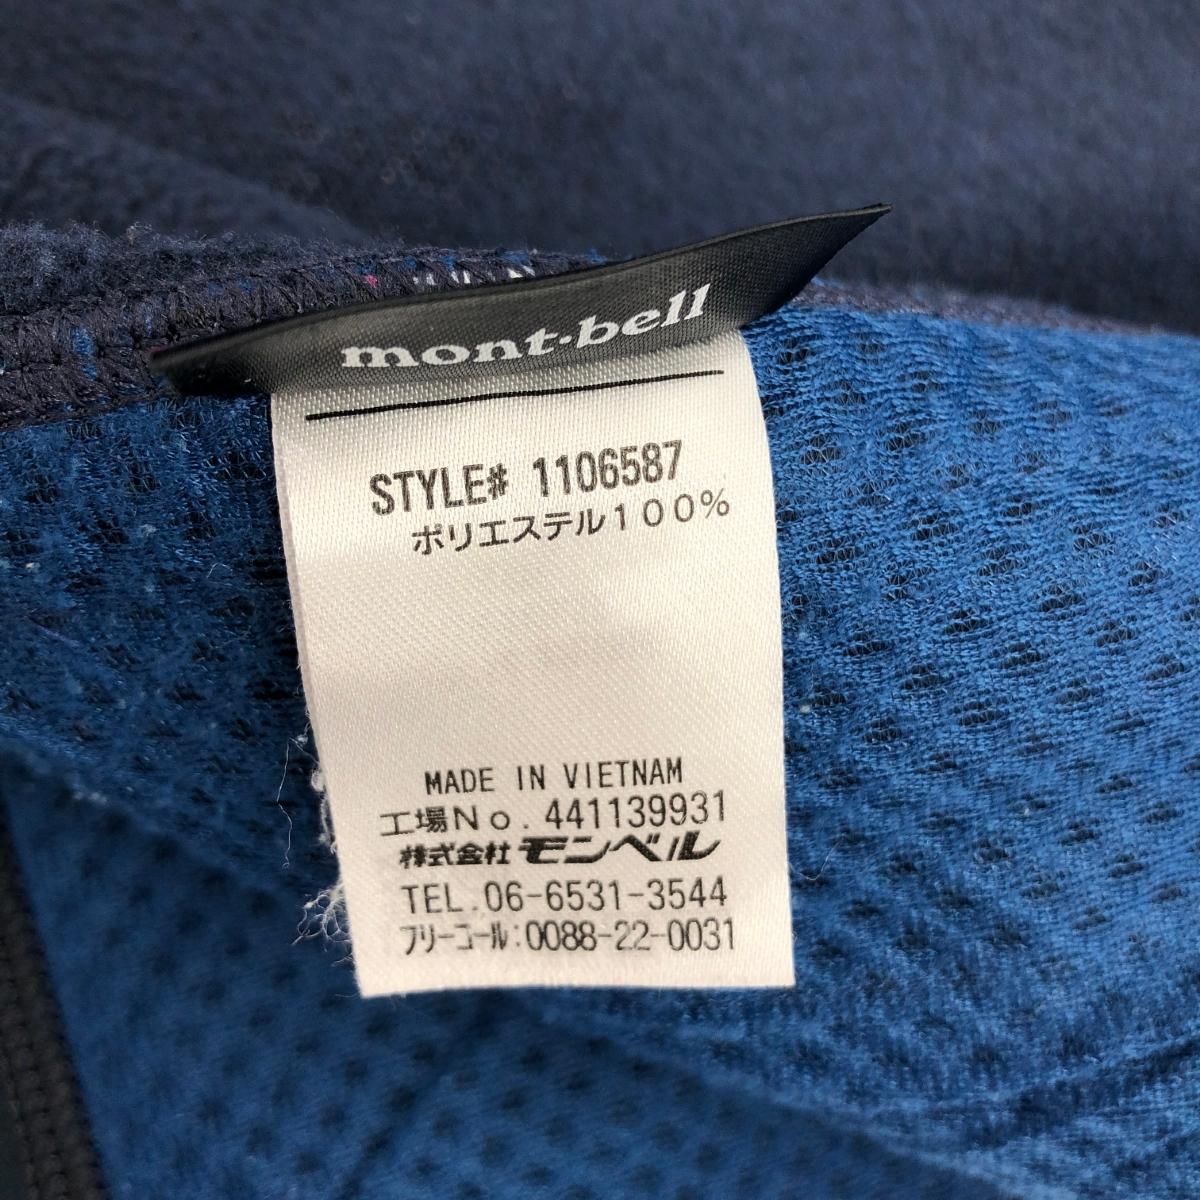 mont-bell
STYLE# 1106587
ポリエステル100%
MADE IN VIETNAM
工場No. 441139931
株式会社モンベル
TEL. 06-6531-3544
フリーコール:0088-22-0031